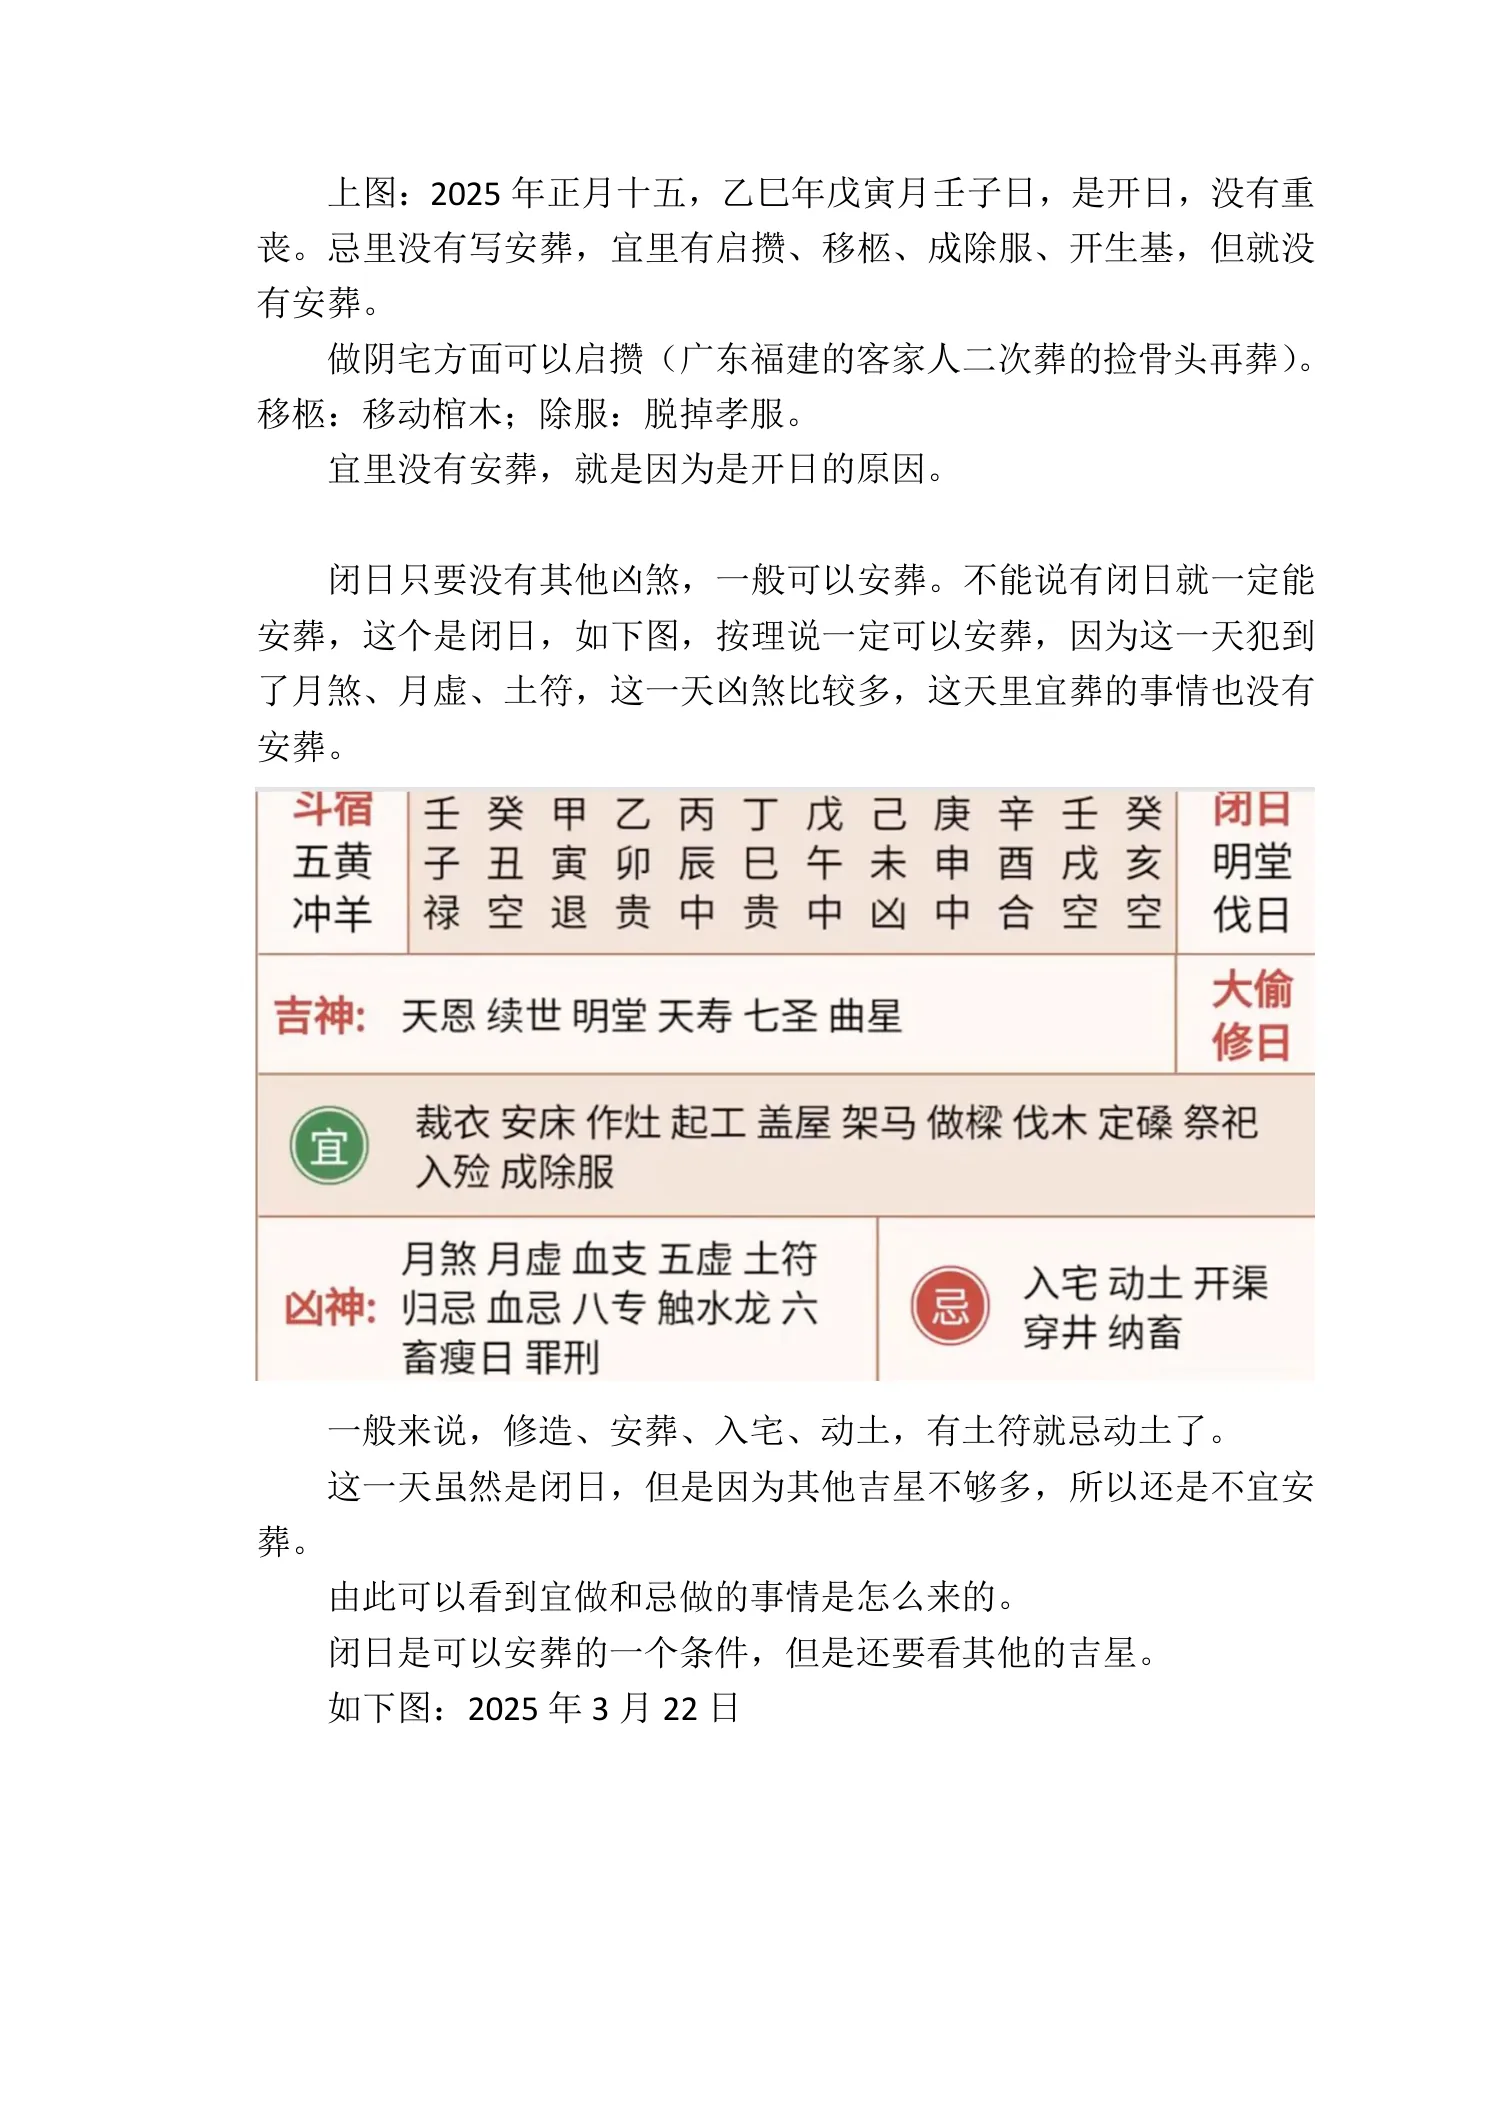 上图：2025 年正月十五，乙巳年戊寅月壬子日，是开日，没有重
丧。忌里没有写安葬，宜里有启攒、移柩、成除服、开生基，但就没
有安葬。
做阴宅方面可以启攒（广东福建的客家人二次葬的捡骨头再葬）。
移柩：移动棺木；除服：脱掉孝服。
宜里没有安葬，就是因为是开日的原因。
闭日只要没有其他凶煞，一般可以安葬。不能说有闭日就一定能
安葬，这个是闭日，如下图，按理说一定可以安葬，因为这一天犯到
了月煞、月虚、土符，这一天凶煞比较多，这天里宜葬的事情也没有
安葬。
斗宿
五黄
冲羊
壬 癸 甲 乙 丙 丁 戊 己 庚 辛 壬 癸
子 丑 寅 卯 辰 巳 午 未 申 酉 戌 亥
禄 空 退 贵 中 贵 中 凶 中 合 空 空
闭日
明堂
伐日
吉神: 天恩 续世 明堂 天寿 七圣 曲星
大偷
修日
宜
裁衣 安床 作灶 起工 盖屋 架马 做樑 伐木 定磉 祭祀
入殓 成除服
凶神:
月煞 月虚 血支 五虚 土符
归忌 血忌 八专 触水龙 六
畜瘦日 罪刑
忌
入宅 动土 开渠
穿井 纳畜
一般来说，修造、安葬、入宅、动土，有土符就忌动土了。
这一天虽然是闭日，但是因为其他吉星不够多，所以还是不宜安
葬。
由此可以看到宜做和忌做的事情是怎么来的。
闭日是可以安葬的一个条件，但是还要看其他的吉星。
如下图：2025 年 3 月 22 日